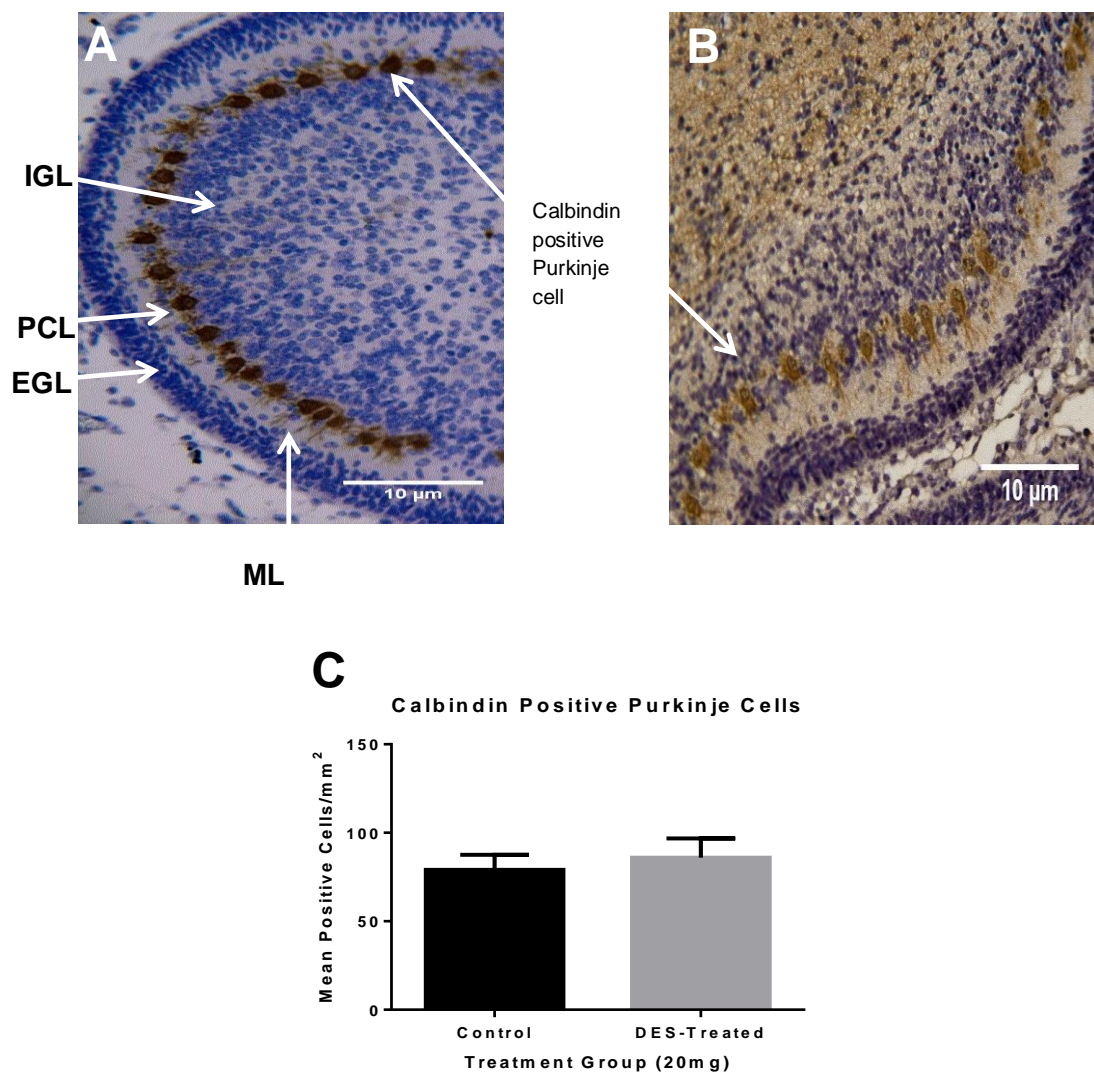 A
B
IGL
PCL
EGL
Calbindin
positive
Purkinje
cell
10 µm
10 µm
ML
C
Calbindin Positive Purkinje Cells
Mean Positive Cells/mm²
150
100
50
0
Control
DES-Treated
Treatment Group (20mg)